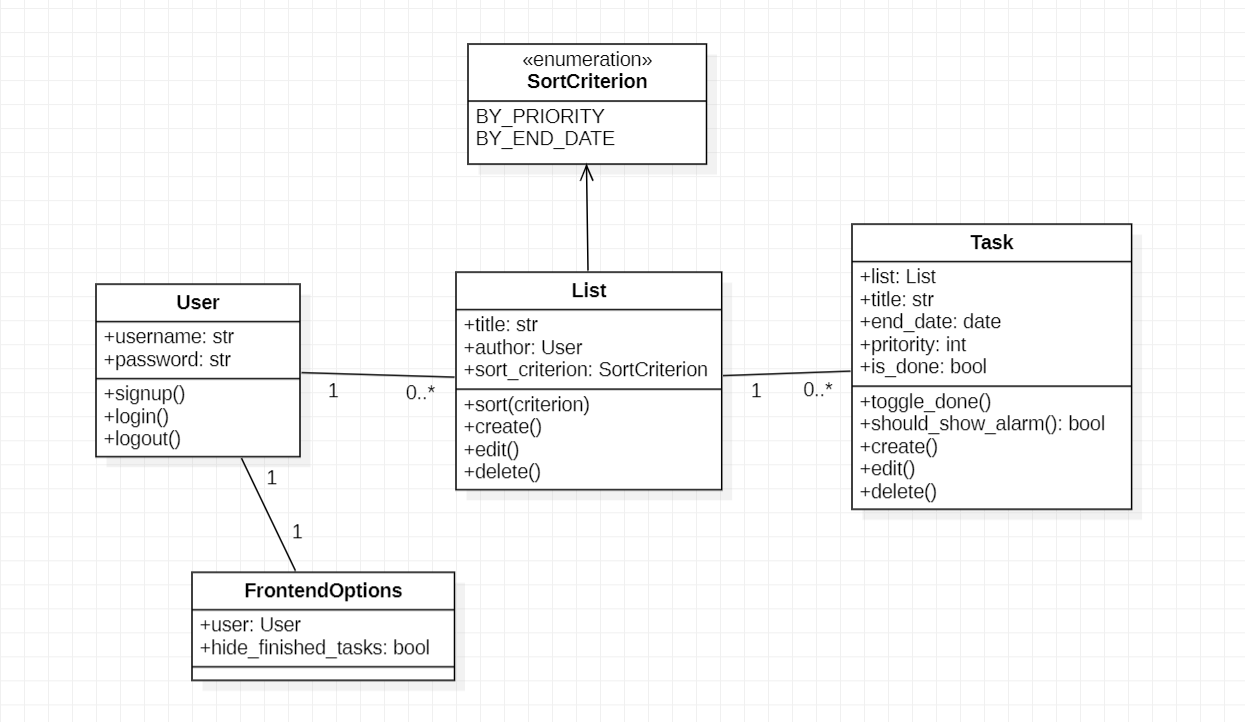 «enumeration»
SortCriterion
BY_PRIORITY
BY_END_DATE
User
+username: str
+password: str
+signup()
+login()
+logout()
1
0..*
List
+title: str
+author: User
+sort_criterion: SortCriterion
+sort(criterion)
+create()
+edit()
+delete()
1
0..*
Task
+list: List
+title: str
+end_date: date
+pritority: int
+is_done: bool
+toggle_done()
+should_show_alarm(): bool
+create()
+edit()
+delete()
1
1
FrontendOptions
+user: User
+hide_finished_tasks: bool